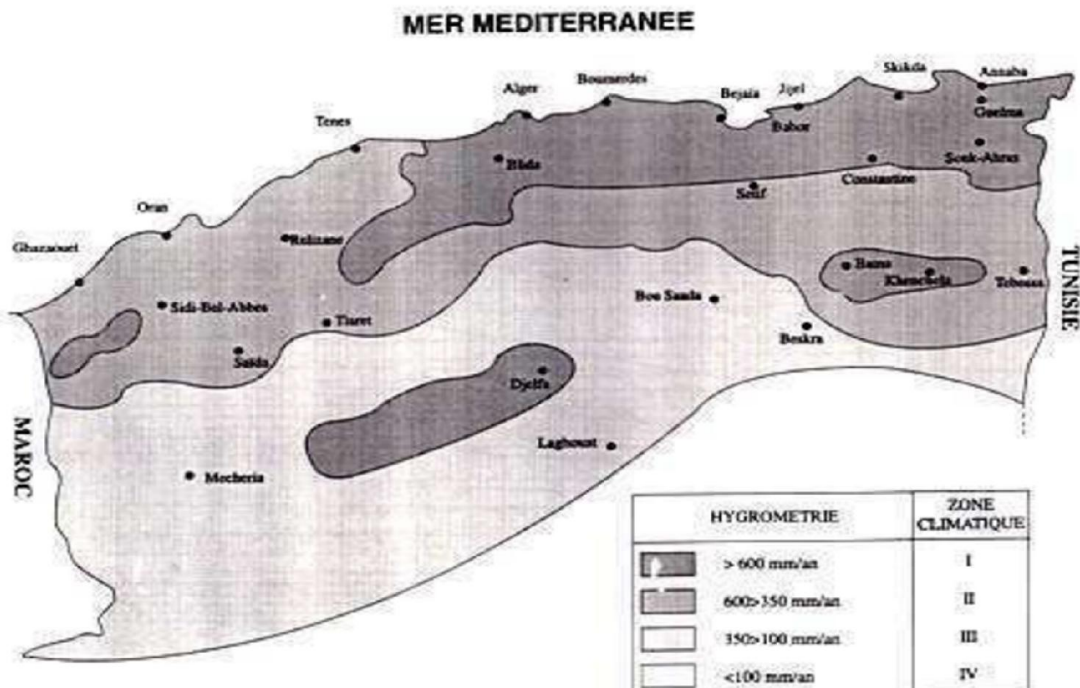 MER MEDITERRANEE
Skikda
Annaba
Boumerdes
Alger
Bejaia
Jijel
Guelma
Tenes
Babor
Blida
Souk-Ahras
Constantine
Setif
Oran
Relizane
Ghazaouet
TUNISIE
Batna
Khenchela
Tebessa
Bou Saada
Sidi-Bel-Abbes
Tiaret
Beskra
Saida
Djelfa
MAROC
Laghouat
Mecheria
HYGROMETRIE
ZONE CLIMATIQUE
> 600 mm/an
I
600>350 mm/an
II
350>100 mm/an
III
<100 mm/an
IV